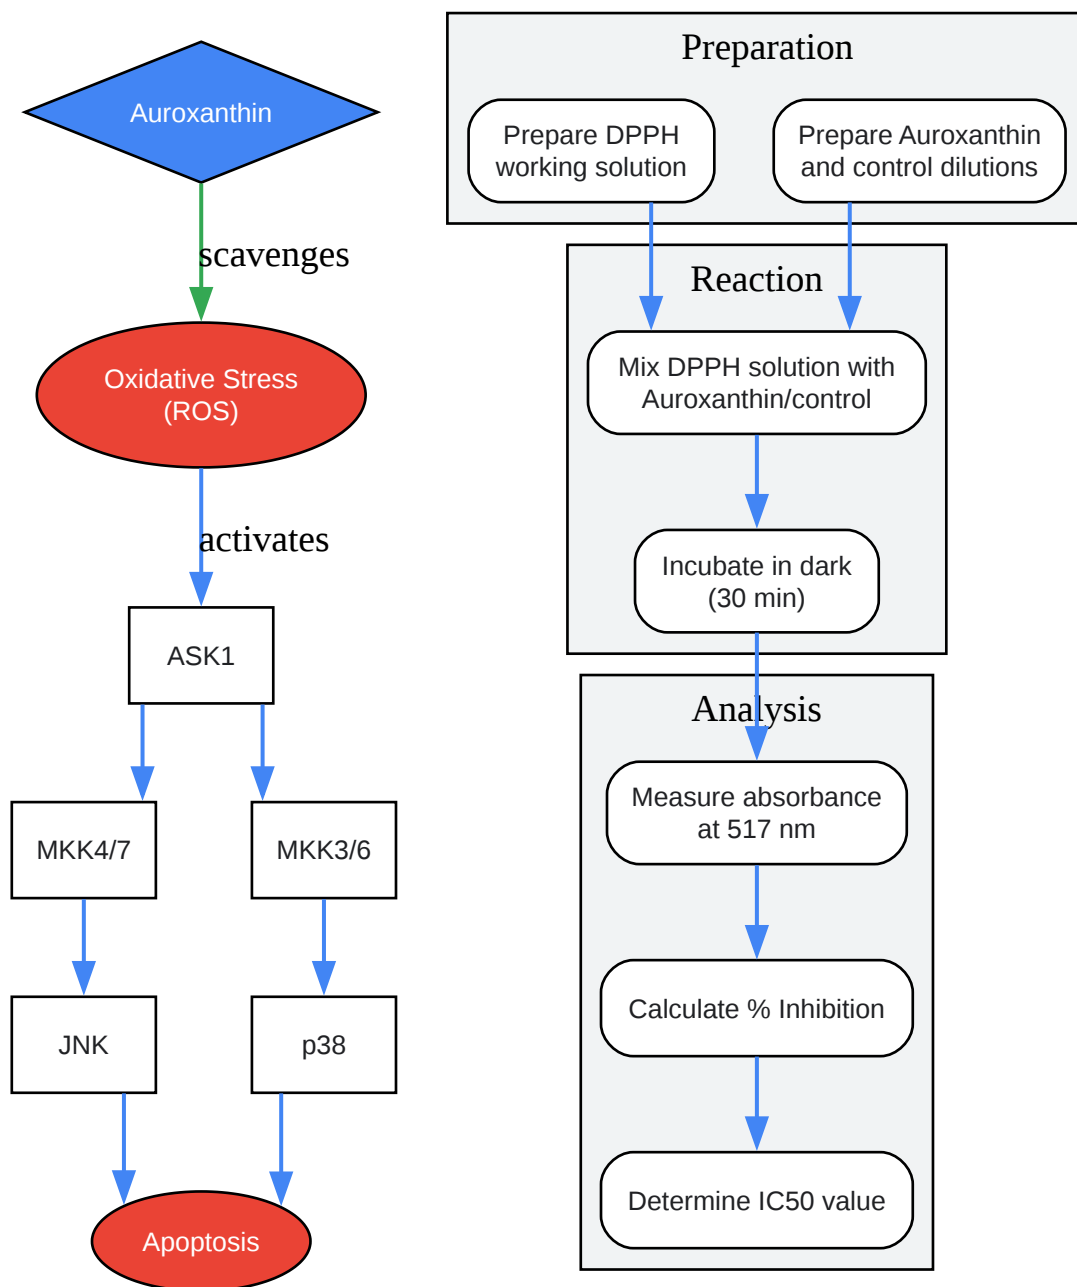 Auroxanthin
scavenges
Oxidative Stress
(ROS)
activates
ASK1
MKK4/7
MKK3/6
JNK
p38
Apoptosis
Preparation
Prepare DPPH
working solution
Prepare Auroxanthin
and control dilutions
Reaction
Mix DPPH solution with
Auroxanthin/control
Incubate in dark
(30 min)
Analysis
Measure absorbance
at 517 nm
Calculate % Inhibition
Determine IC50 value